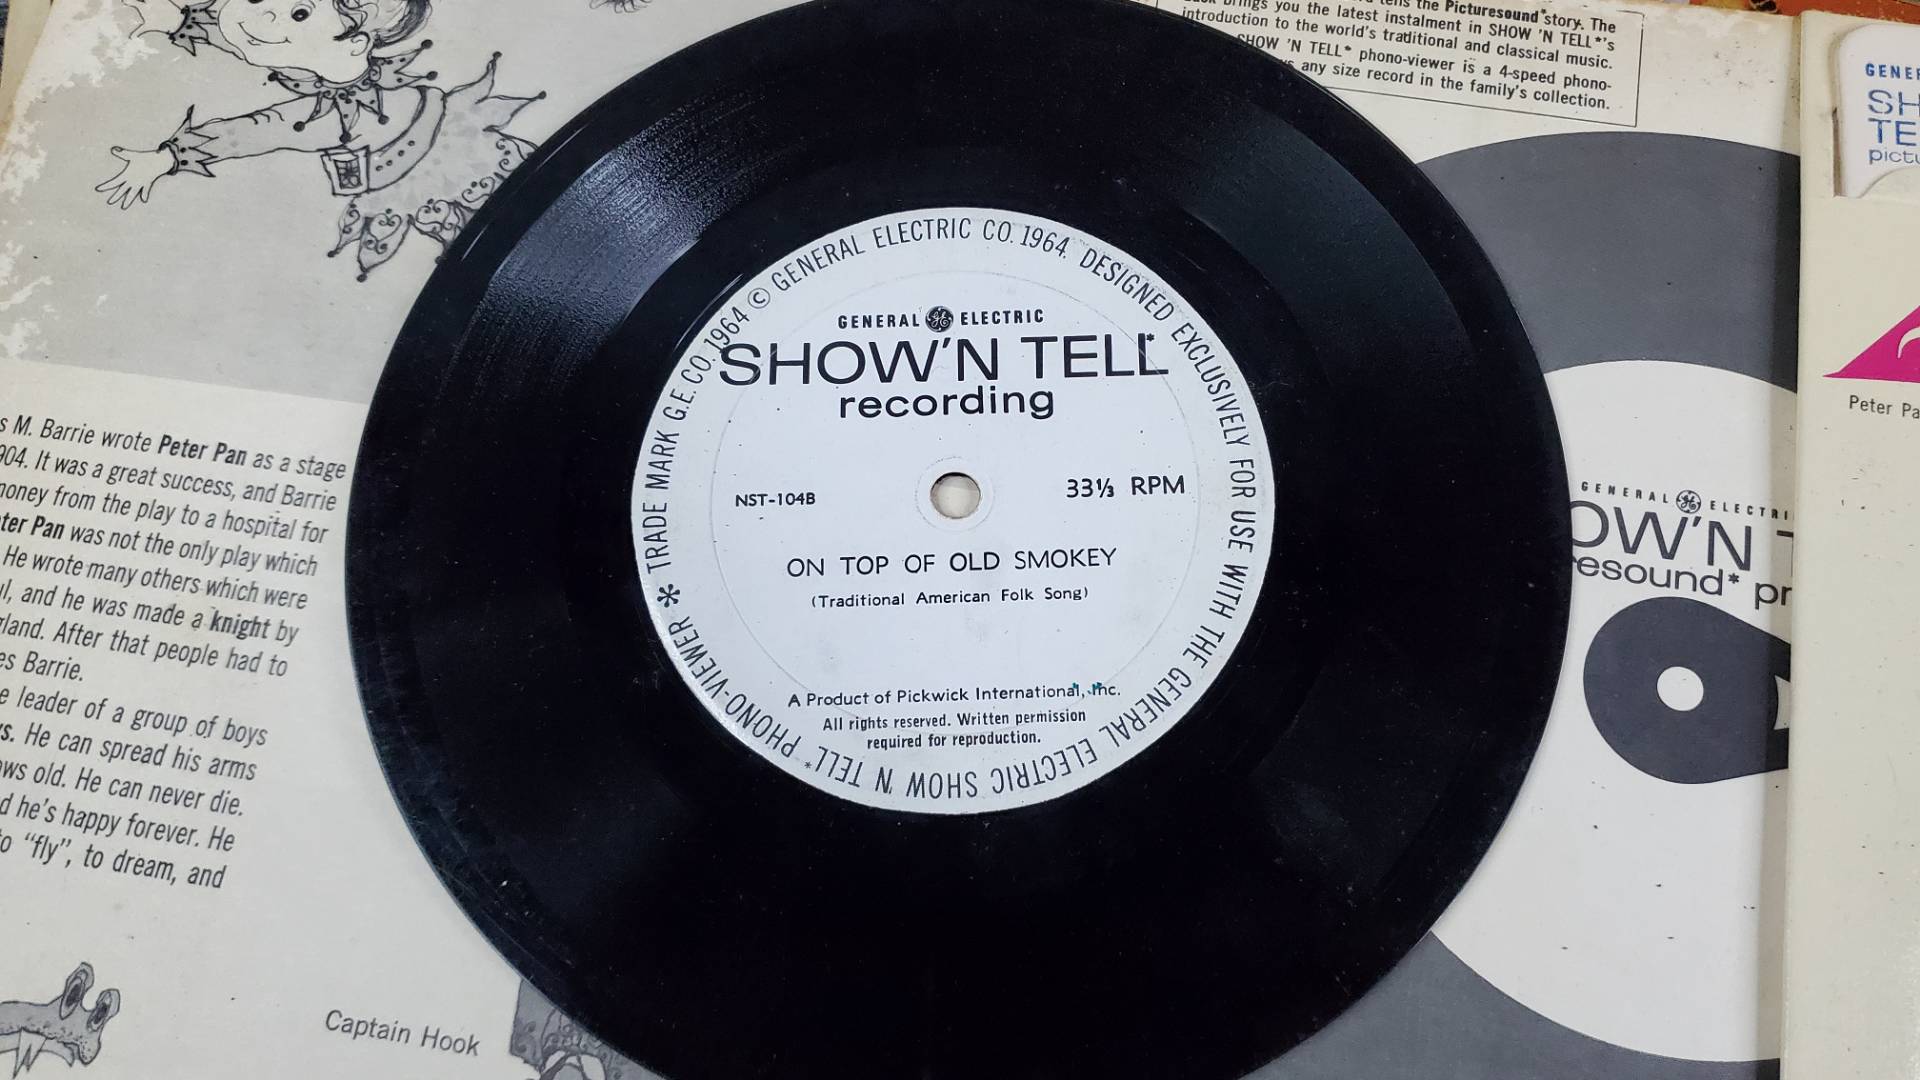 tells the Picturesound* story. The
brings you the latest instalment in SHOW 'N TELL*'s
introduction to the world's traditional and classical music.
SHOW 'N TELL* phono-viewer is a 4-speed phono-
any size record in the family's collection.
GENERAL ELECTRIC
SHOW'N TELL*
recording
NST-104B
33⅓ RPM
ON TOP OF OLD SMOKEY
(Traditional American Folk Song)
A Product of Pickwick International, Inc.
All rights reserved. Written permission
required for reproduction.
* TRADE MARK G.E. CO. 1964 © GENERAL ELECTRIC CO. 1964. DESIGNED EXCLUSIVELY FOR USE WITH THE GENERAL ELECTRIC SHOW 'N TELL* PHONO-VIEWER
s M. Barrie wrote Peter Pan as a stage
904. It was a great success, and Barrie
money from the play to a hospital for
ter Pan was not the only play which
He wrote many others which were
ul, and he was made a knight by
gland. After that people had to
es Barrie.
e leader of a group of boys
s. He can spread his arms
ows old. He can never die.
d he's happy forever. He
to "fly", to dream, and
Captain Hook
GENERAL ELECTRI
OW'N T
esound* pr
GENER
SH
TE
pictu
Peter Pa